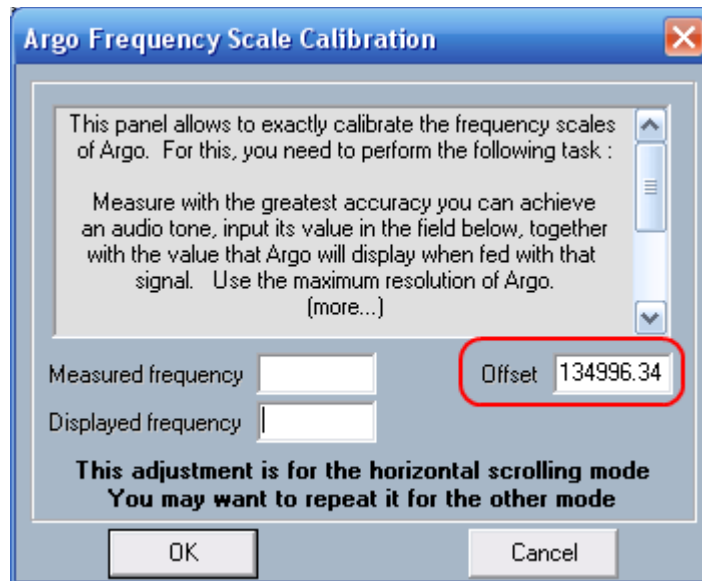 Argo Frequency Scale Calibration
This panel allows to exactly calibrate the frequency scales
of Argo. For this, you need to perform the following task :
Measure with the greatest accuracy you can achieve
an audio tone, input its value in the field below, together
with the value that Argo will display when fed with that
signal. Use the maximum resolution of Argo.
(more...)
Measured frequency
Offset 134996.34
Displayed frequency
This adjustment is for the horizontal scrolling mode
You may want to repeat it for the other mode
OK Cancel